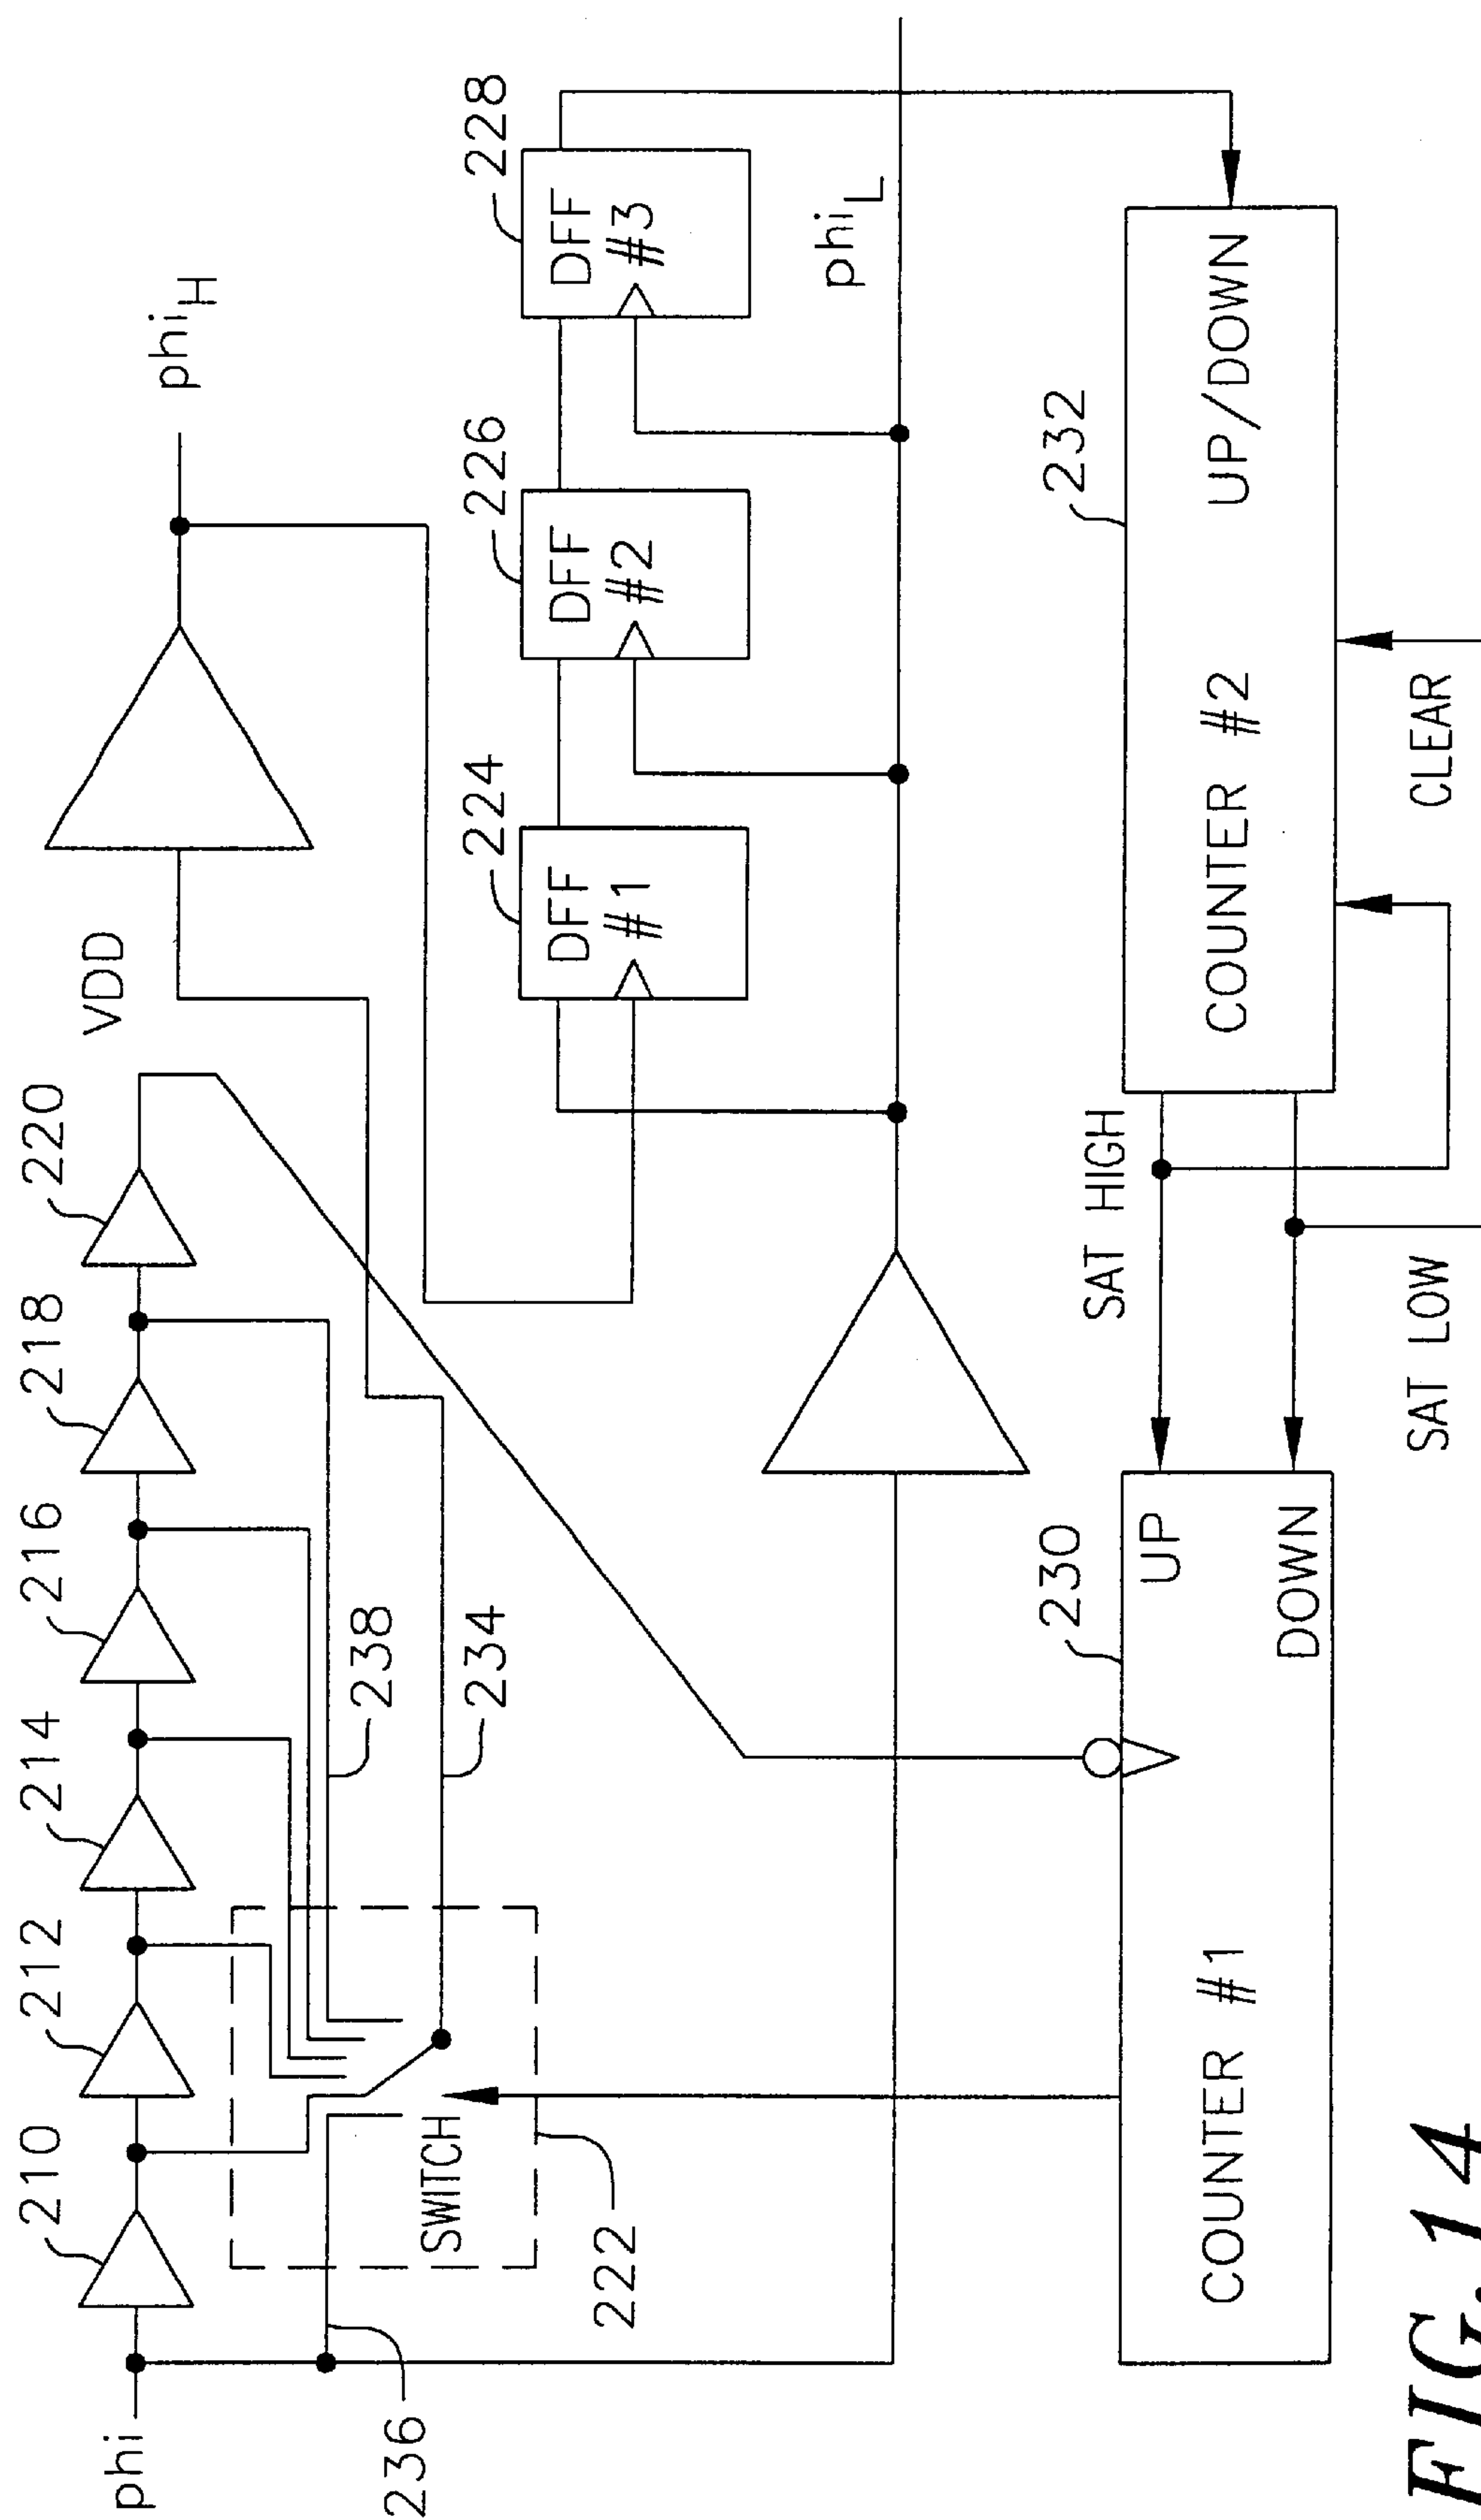 210
212
214
216
218
220
VDD
phi_H
phi
236
SWITCH
222
238
234
224
DFF
#1
226
DFF
#2
228
DFF
#3
phi_L
230
COUNTER #1
UP
DOWN
SAT HIGH
SAT LOW
232
COUNTER #2
UP/DOWN
CLEAR
FIG. 14